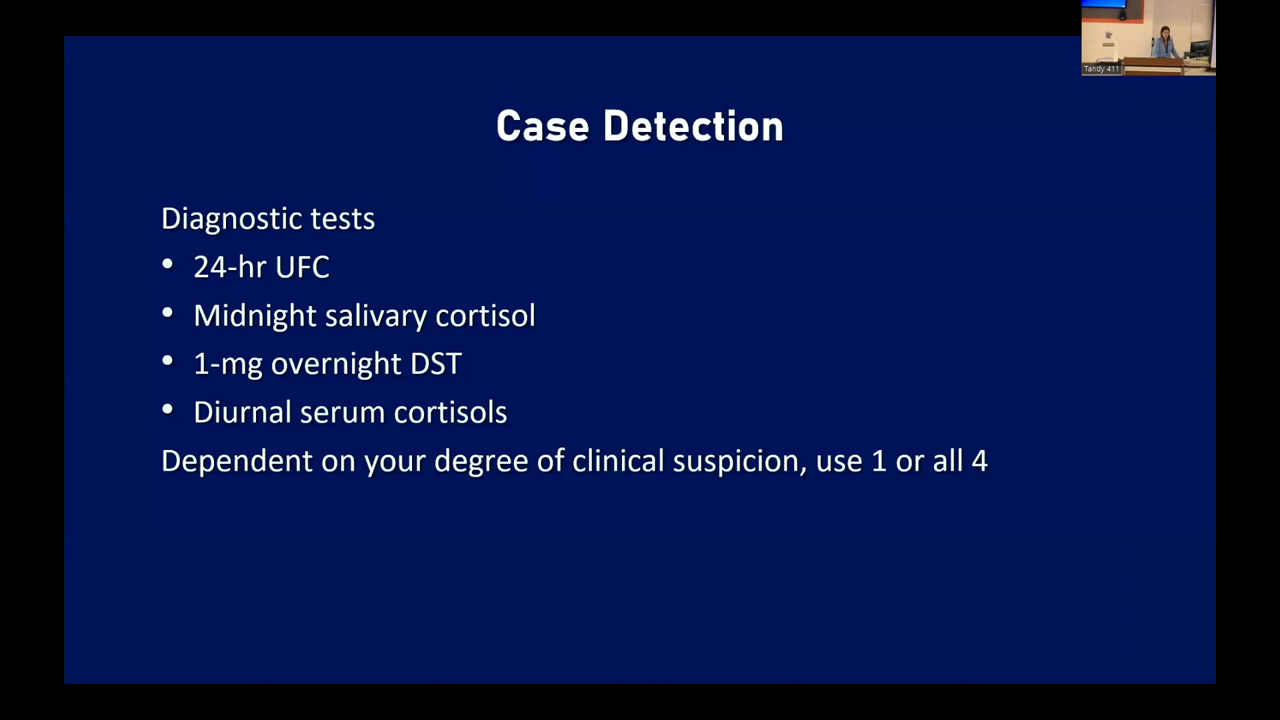 Tandy 411
Case Detection
Diagnostic tests
• 24-hr UFC
• Midnight salivary cortisol
• 1-mg overnight DST
• Diurnal serum cortisols
Dependent on your degree of clinical suspicion, use 1 or all 4